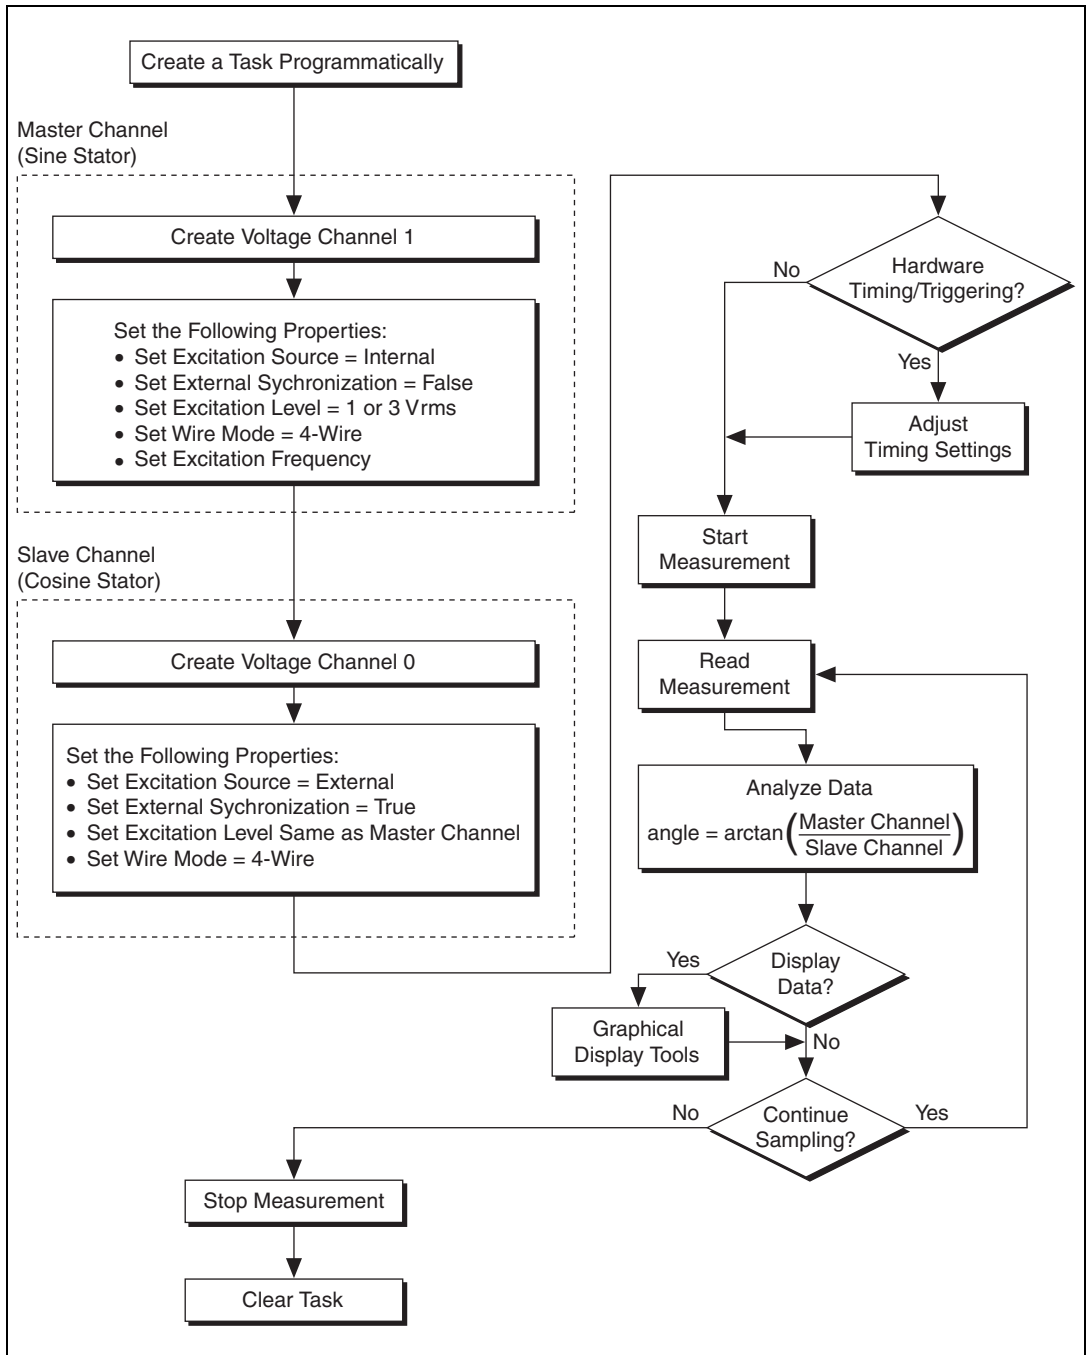 Create a Task Programmatically
Master Channel
(Sine Stator)
Create Voltage Channel 1
Set the Following Properties:
• Set Excitation Source = Internal
• Set External Sychronization = False
• Set Excitation Level = 1 or 3 Vrms
• Set Wire Mode = 4-Wire
• Set Excitation Frequency
Slave Channel
(Cosine Stator)
Create Voltage Channel 0
Set the Following Properties:
• Set Excitation Source = External
• Set External Sychronization = True
• Set Excitation Level Same as Master Channel
• Set Wire Mode = 4-Wire
Hardware
Timing/Triggering?
No
Yes
Adjust
Timing Settings
Start
Measurement
Read
Measurement
Analyze Data
angle = arctan(Master Channel
Slave Channel)
Display
Data?
Yes
No
Graphical
Display Tools
Continue
Sampling?
No
Yes
Stop Measurement
Clear Task